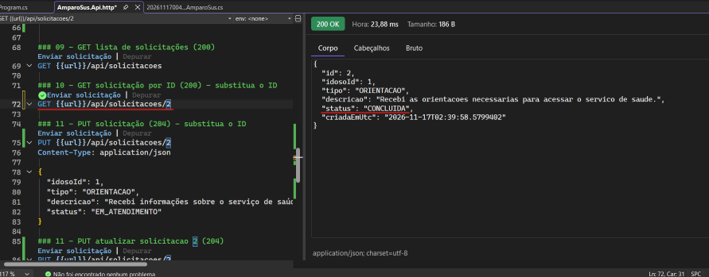 Program.cs
AmparoSus.Api.http*
20261117004...AmparoSus.cs
GET {{url}}/api/solicitacoes/2
env: <none>
66
67
68 ### 09 - GET lista de solicitações (200)
Enviar solicitação | Depurar
69 GET {{url}}/api/solicitacoes
70
71 ### 10 - GET solicitação por ID (200) - substitua o ID
Enviar solicitação | Depurar
72 GET {{url}}/api/solicitacoes/2
73
74 ### 11 - PUT solicitação (204) - substitua o ID
Enviar solicitação | Depurar
75 PUT {{url}}/api/solicitacoes/2
76 Content-Type: application/json
77
78 {
79 "idosoId": 1,
80 "tipo": "ORIENTACAO",
81 "descricao": "Recebi informações sobre o serviço de saúd
82 "status": "EM_ATENDIMENTO"
83 }
84
85 ### 11 - PUT atualizar solicitacao 2 (204)
Enviar solicitação | Depurar
PUT {{url}}/api/solicitacoes/2
117 %
Não foi encontrado nenhum problema
Ln: 72, Car: 31
SPC
200 OK
Hora: 23,88 ms
Tamanho: 186 B
Corpo
Cabeçalhos
Bruto
{
"id": 2,
"idosoId": 1,
"tipo": "ORIENTACAO",
"descricao": "Recebi as orientacoes necessarias para acessar o servico de saude.",
"status": "CONCLUIDA",
"criadaEmUtc": "2026-11-17T02:39:58.5799402"
}
application/json; charset=utf-8